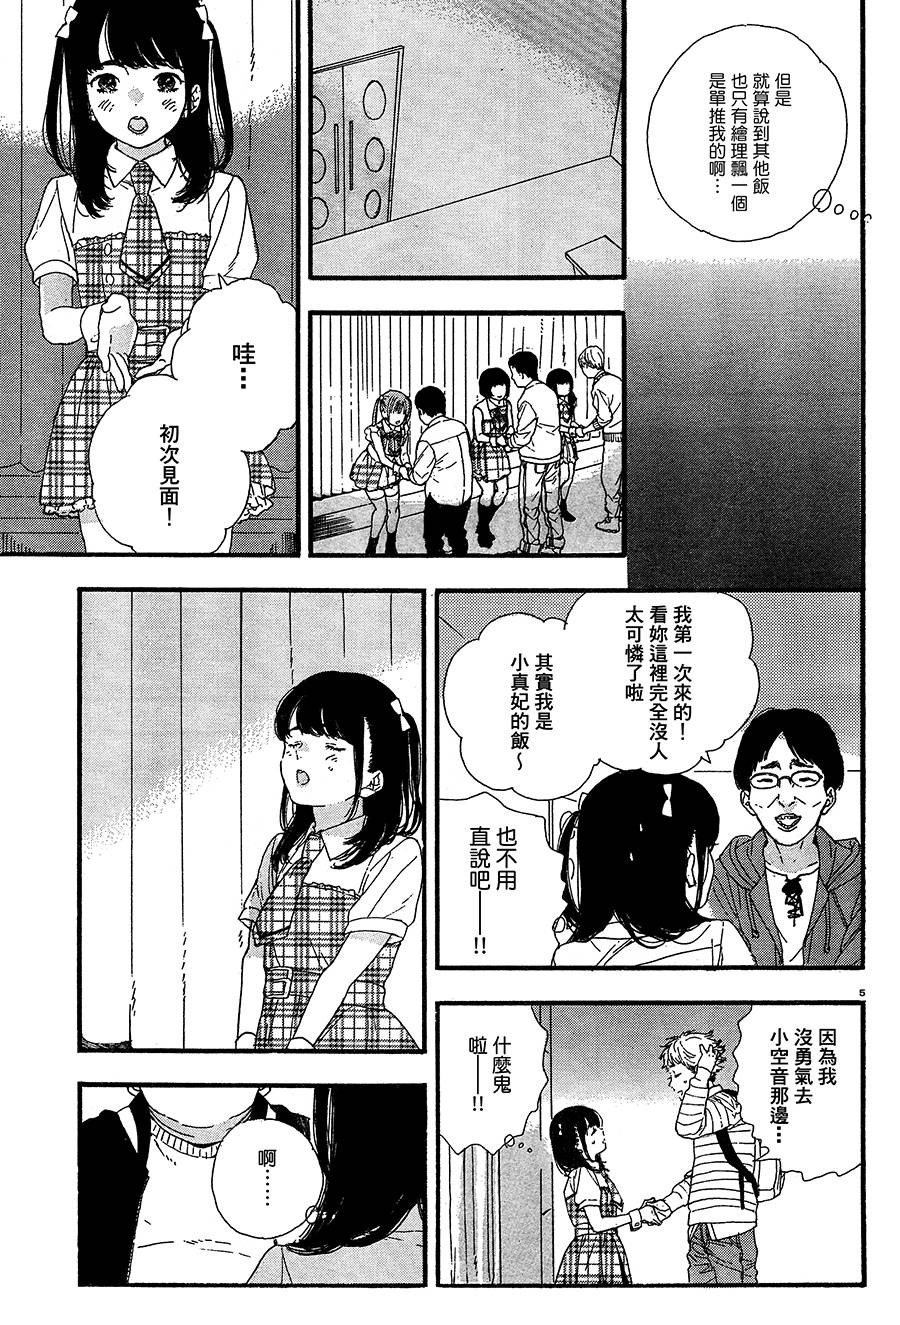 但是
就算說到其他飯
也只有繪理飄一個
是單推我的啊…
哇…
初次見面！
我第一次來的！
看妳這裡完全沒人
太可憐了啦
其實我是
小真妃的飯～
也不用
直說吧——!!
5
因為我
沒勇氣去
小空音那邊…
什麼鬼
啦——!!
啊……